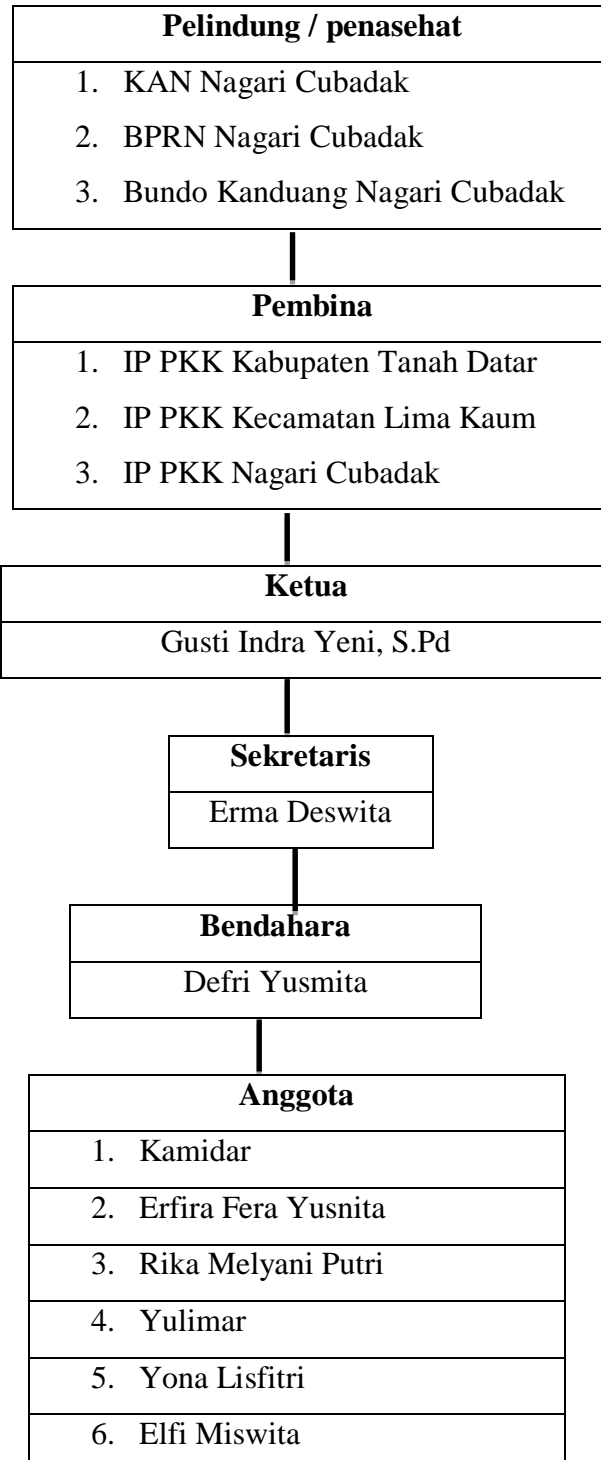 Pelindung / penasehat
1. KAN Nagari Cubadak
2. BPRN Nagari Cubadak
3. Bundo Kanduang Nagari Cubadak
Pembina
1. IP PKK Kabupaten Tanah Datar
2. IP PKK Kecamatan Lima Kaum
3. IP PKK Nagari Cubadak
Ketua
Gusti Indra Yeni, S.Pd
Sekretaris
Erma Deswita
Bendahara
Defri Yusmita
Anggota
1. Kamidar
2. Erfira Fera Yusnita
3. Rika Melyani Putri
4. Yulimar
5. Yona Lisfitri
6. Elfi Miswita